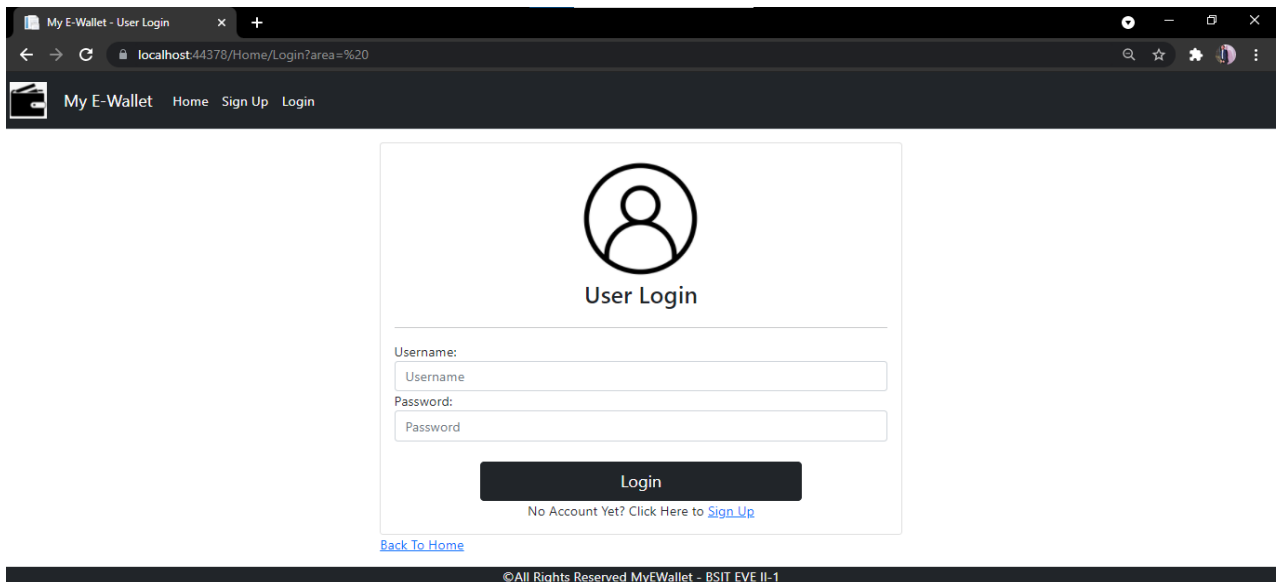 My E-Wallet - User Login
localhost:44378/Home/Login?area=%20
My E-Wallet Home Sign Up Login
User Login
Username:
Username
Password:
Password
Login
No Account Yet? Click Here to Sign Up
Back To Home
©All Rights Reserved MyEWallet - BSIT EVE II-1